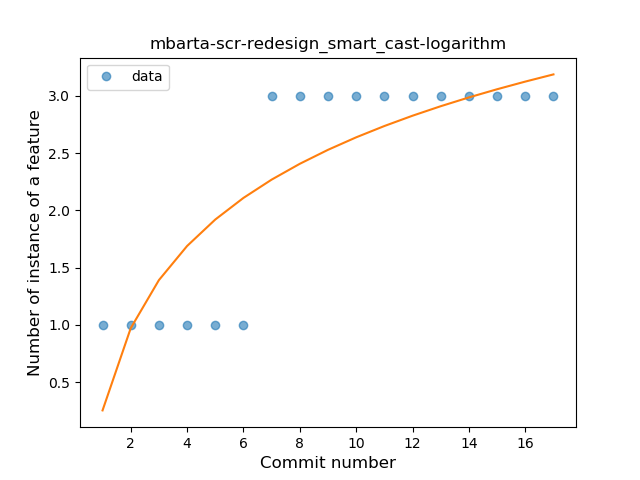 mbarta-scr-redesign_smart_cast-logarithm
data
3.0
2.5
2.0
1.5
1.0
0.5
Number of instance of a feature
2 4 6 8 10 12 14 16
Commit number